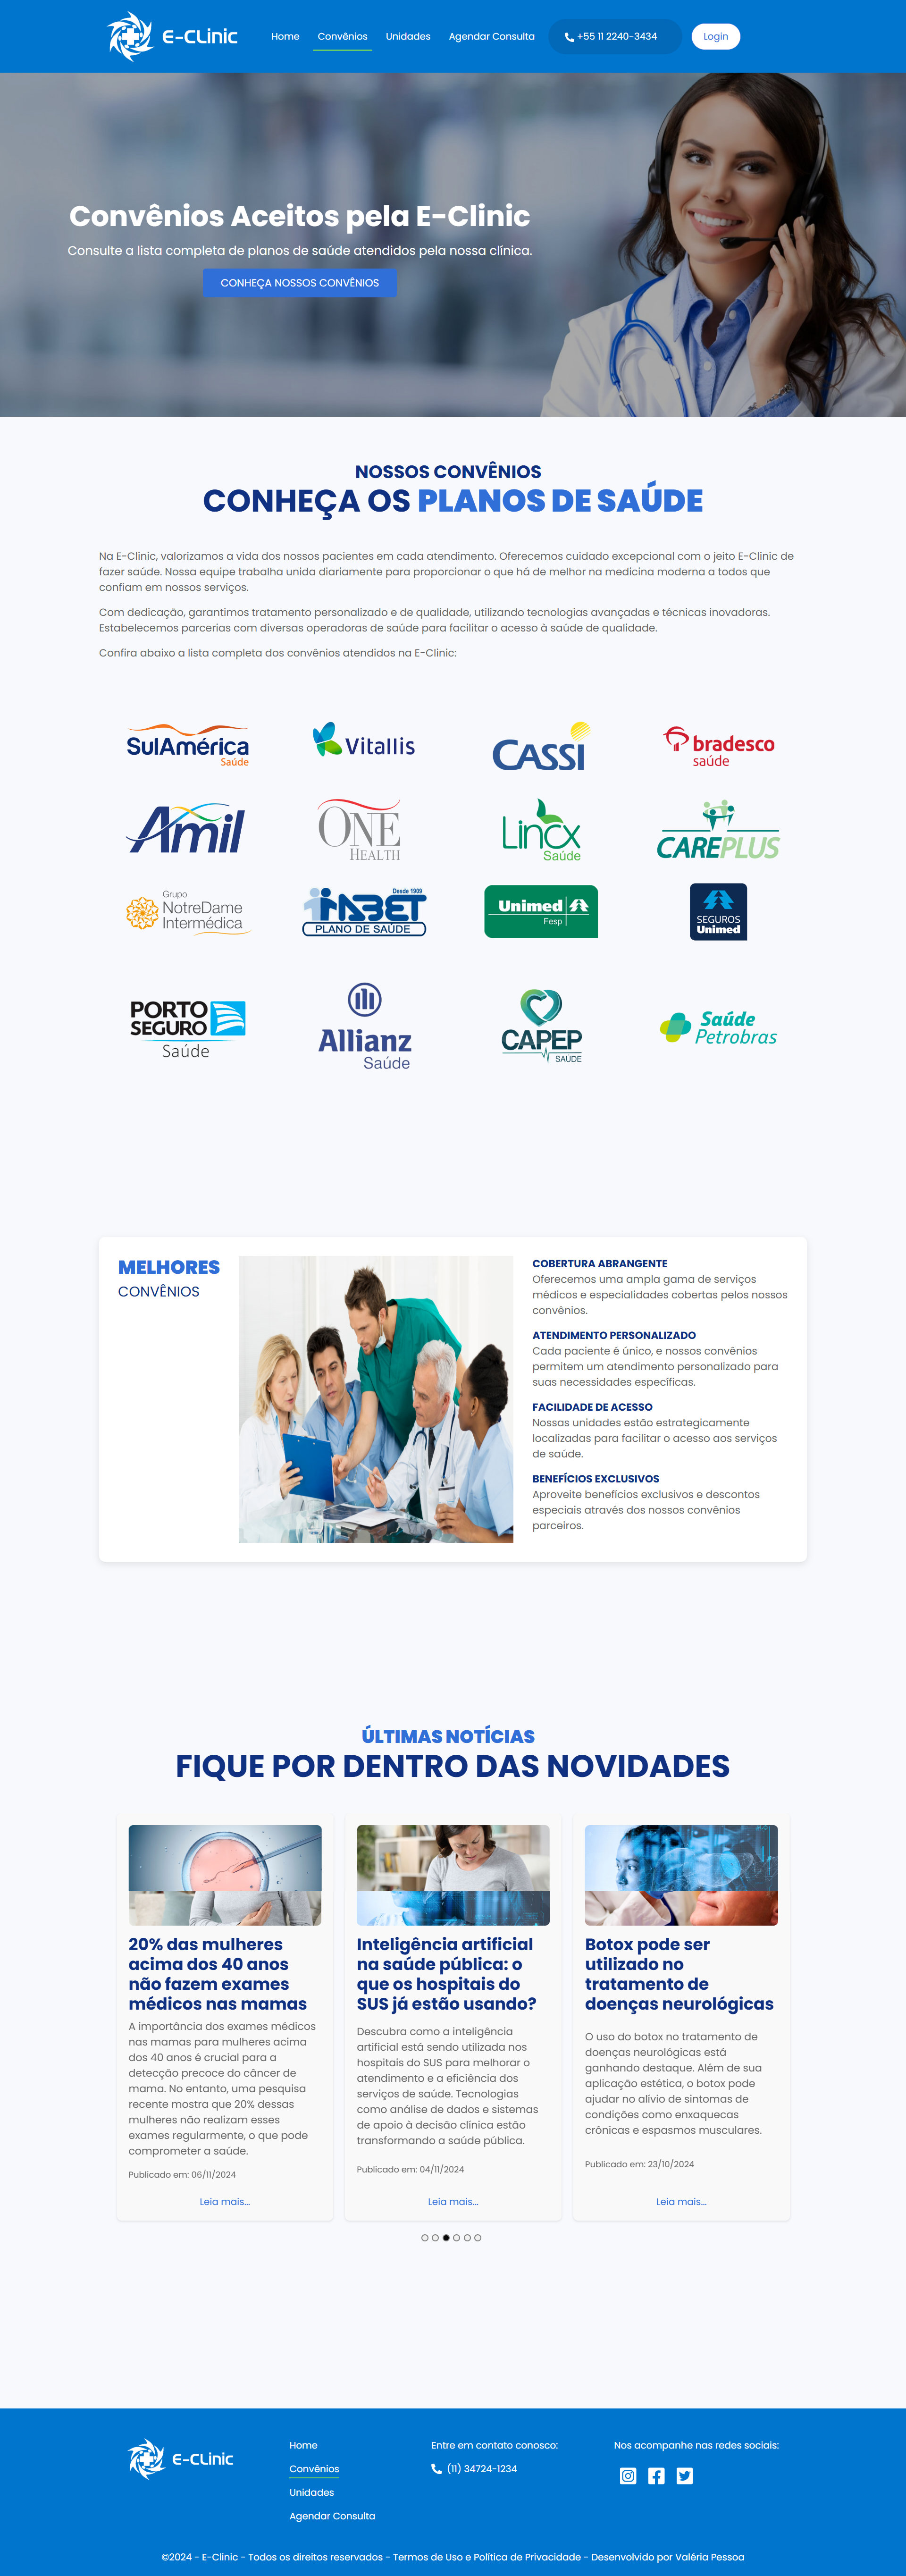 E-CLINIC
Home
Convênios
Unidades
Agendar Consulta
+55 11 2240-3434
Login
Convênios Aceitos pela E-Clinic
Consulte a lista completa de planos de saúde atendidos pela nossa clínica.
CONHEÇA NOSSOS CONVÊNIOS
NOSSOS CONVÊNIOS
CONHEÇA OS PLANOS DE SAÚDE
Na E-Clinic, valorizamos a vida dos nossos pacientes em cada atendimento. Oferecemos cuidado excepcional com o jeito E-Clinic de
fazer saúde. Nossa equipe trabalha unida diariamente para proporcionar o que há de melhor na medicina moderna a todos que
confiam em nossos serviços.
Com dedicação, garantimos tratamento personalizado e de qualidade, utilizando tecnologias avançadas e técnicas inovadoras.
Estabelecemos parcerias com diversas operadoras de saúde para facilitar o acesso à saúde de qualidade.
Confira abaixo a lista completa dos convênios atendidos na E-Clinic:
SulAmérica
Saúde
Vitallis
CASSI
bradesco
saúde
Amil
ONE
HEALTH
Lincx
Saúde
CAREPLUS
Grupo
NotreDame
Intermédica
Desde 1909
FABET
PLANO DE SAÚDE
Unimed
Fesp
SEGUROS
Unimed
PORTO
SEGURO
Saúde
Allianz
Saúde
CAPEP
SAÚDE
Saúde
Petrobras
MELHORES
CONVÊNIOS
COBERTURA ABRANGENTE
Oferecemos uma ampla gama de serviços
médicos e especialidades cobertas pelos nossos
convênios.
ATENDIMENTO PERSONALIZADO
Cada paciente é único, e nossos convênios
permitem um atendimento personalizado para
suas necessidades específicas.
FACILIDADE DE ACESSO
Nossas unidades estão estrategicamente
localizadas para facilitar o acesso aos serviços
de saúde.
BENEFÍCIOS EXCLUSIVOS
Aproveite benefícios exclusivos e descontos
especiais através dos nossos convênios
parceiros.
ÚLTIMAS NOTÍCIAS
FIQUE POR DENTRO DAS NOVIDADES
20% das mulheres
acima dos 40 anos
não fazem exames
médicos nas mamas
A importância dos exames médicos
nas mamas para mulheres acima
dos 40 anos é crucial para a
detecção precoce do câncer de
mama. No entanto, uma pesquisa
recente mostra que 20% dessas
mulheres não realizam esses
exames regularmente, o que pode
comprometer a saúde.
Publicado em: 06/11/2024
Leia mais...
Inteligência artificial
na saúde pública: o
que os hospitais do
SUS já estão usando?
Descubra como a inteligência
artificial está sendo utilizada nos
hospitais do SUS para melhorar o
atendimento e a eficiência dos
serviços de saúde. Tecnologias
como análise de dados e sistemas
de apoio à decisão clínica estão
transformando a saúde pública.
Publicado em: 04/11/2024
Leia mais...
Botox pode ser
utilizado no
tratamento de
doenças neurológicas
O uso do botox no tratamento de
doenças neurológicas está
ganhando destaque. Além de sua
aplicação estética, o botox pode
ajudar no alívio de sintomas de
condições como enxaquecas
crônicas e espasmos musculares.
Publicado em: 23/10/2024
Leia mais...
E-CLINIC
Home
Convênios
Unidades
Agendar Consulta
Entre em contato conosco:
(11) 34724-1234
Nos acompanhe nas redes sociais:
©2024 - E-Clinic - Todos os direitos reservados - Termos de Uso e Política de Privacidade - Desenvolvido por Valéria Pessoa